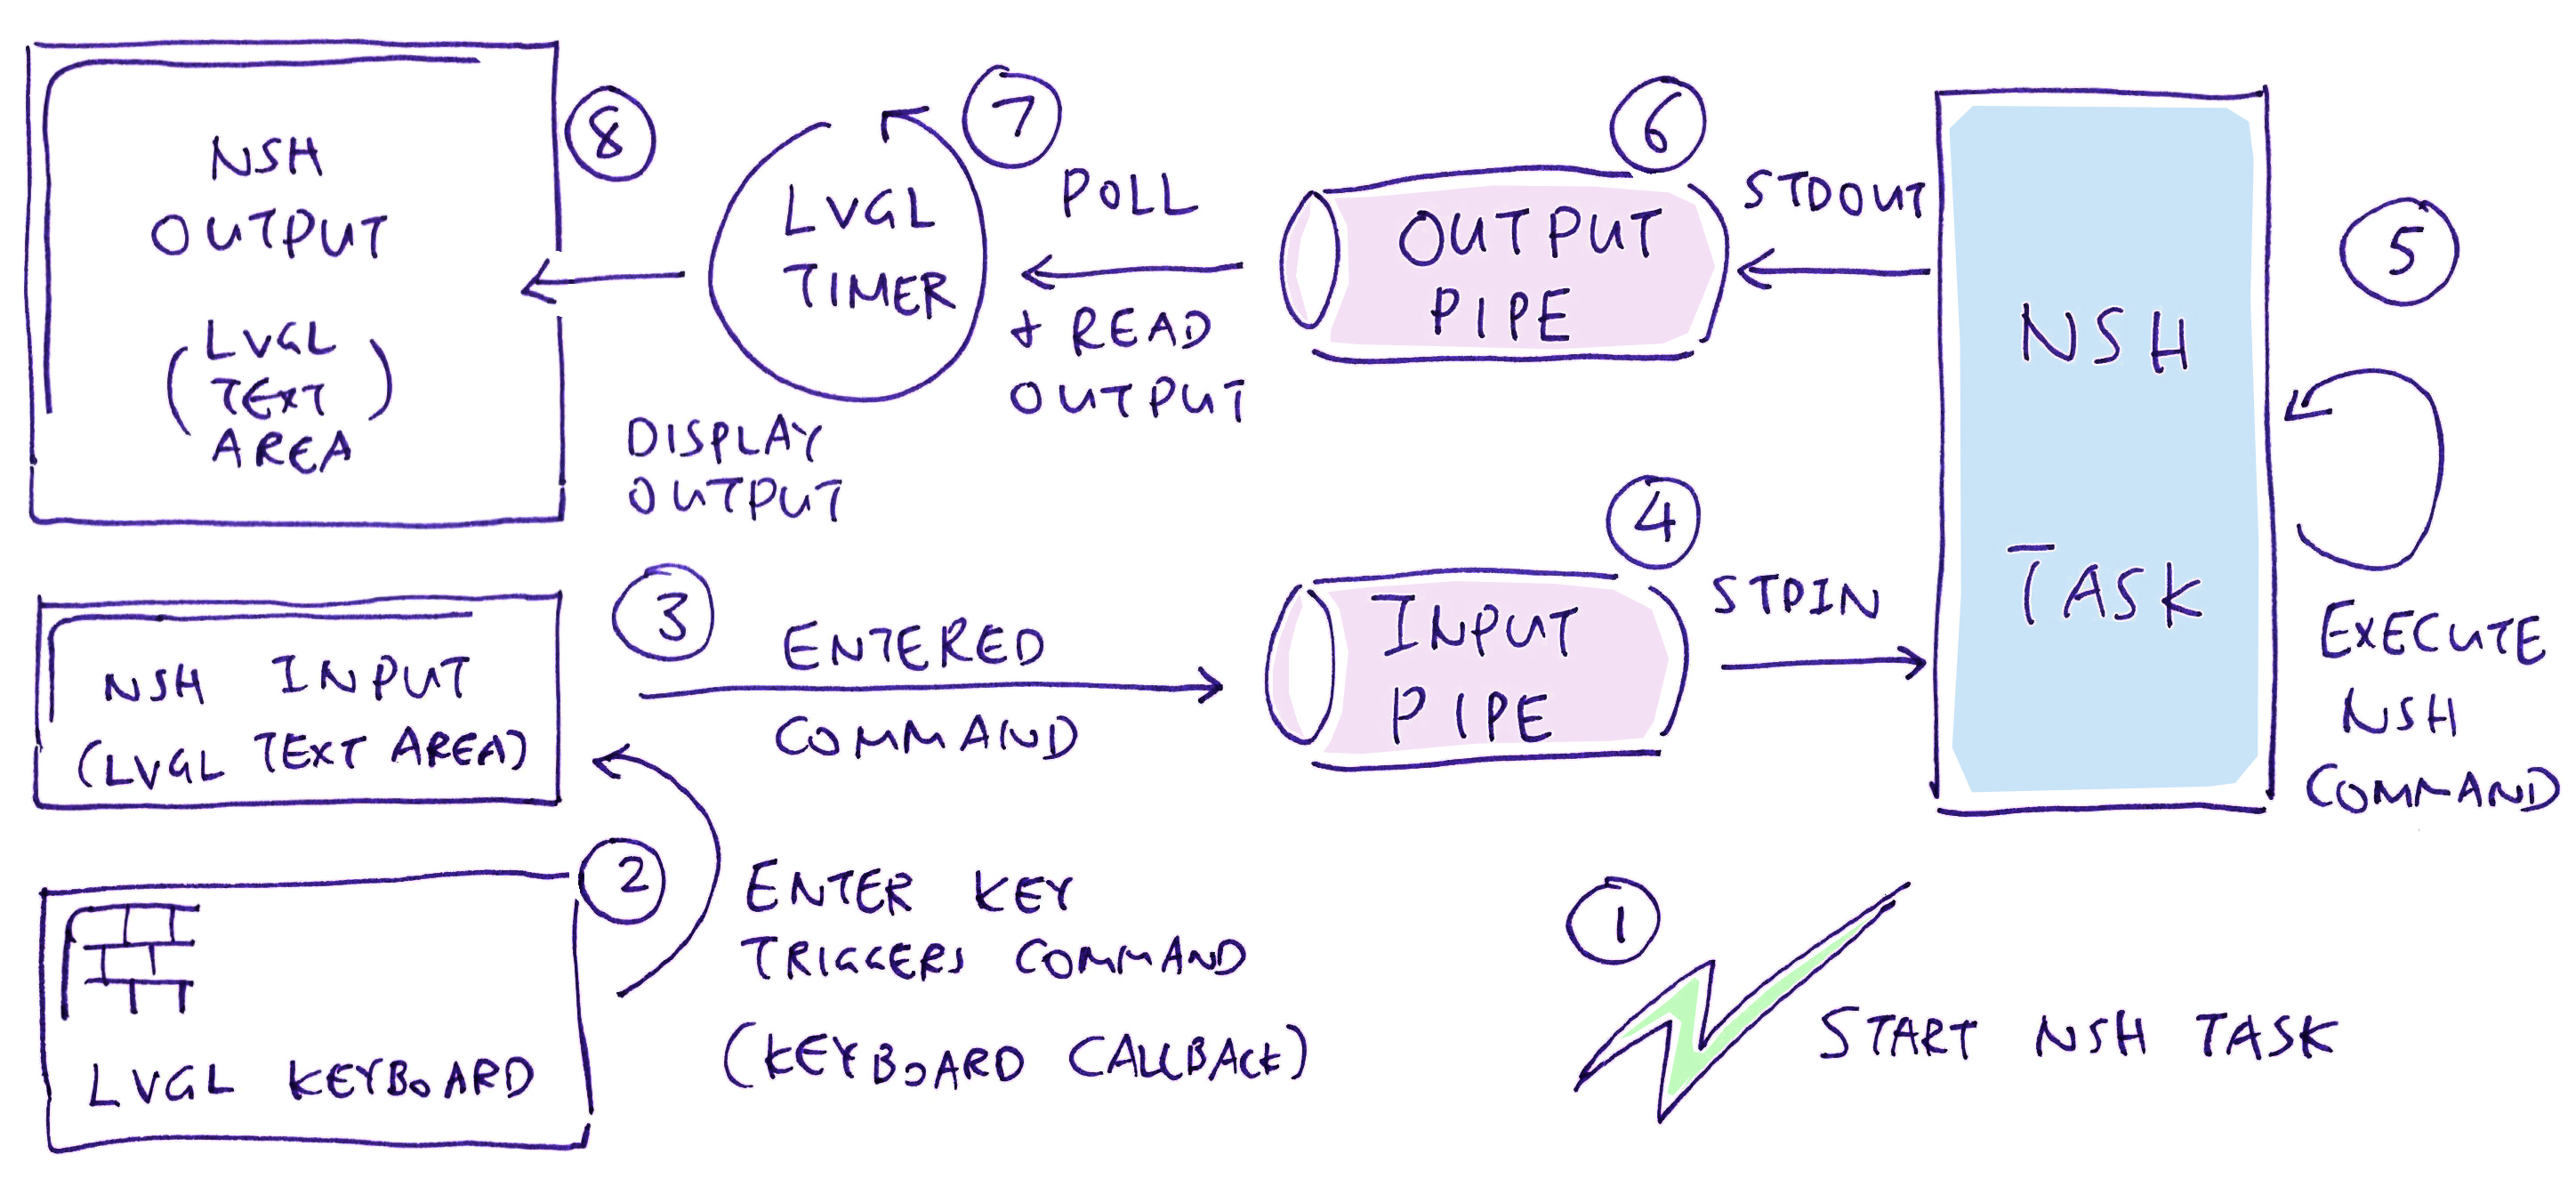 NSH
OUTPUT
(LVGL
TEXT)
AREA
8
LVGL
TIMER
7
POLL
+ READ
OUTPUT
DISPLAY
OUTPUT
6
OUTPUT
PIPE
STDOUT
NSH
TASK
5
EXECUTE
NSH
COMMAND
NSH INPUT
(LVGL TEXT AREA)
3
ENTERED
COMMAND
4
INPUT
PIPE
STDIN
LVGL KEYBOARD
2
ENTER KEY
TRIGGERS COMMAND
(KEYBOARD CALLBACK)
1
START NSH TASK